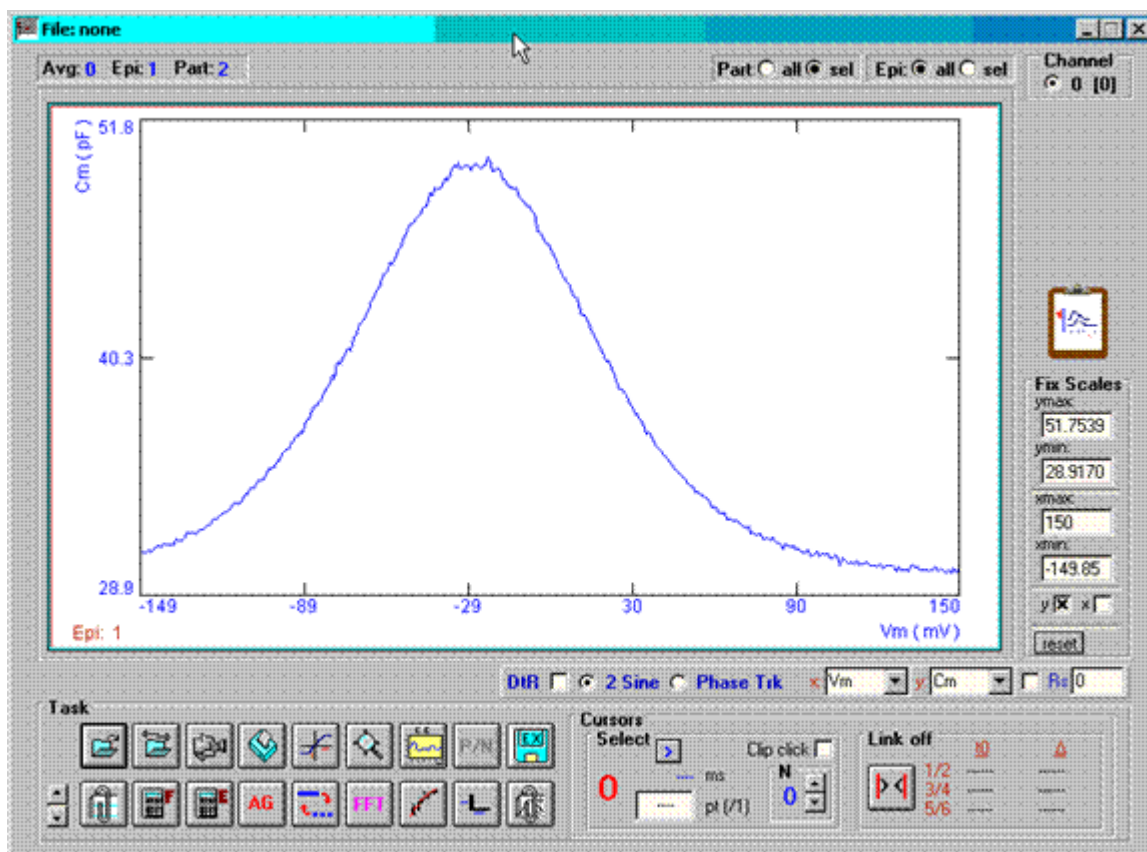 File: none
Avg: 0 Epi: 1 Part: 2
Part: all sel Epi: all sel
Channel
0 [0]
Cm ( pF )
51.8
40.3
28.9
-149 -89 -29 30 90 150
Epi: 1
Vm ( mV )
Fix Scales
ymax:
51.7539
ymin:
28.9170
xmax:
150
xmin:
-149.85
y x
reset
DtR 2 Sine Phase Trk x Vm y Cm Rs 0
Task
P/N EX
F E AG FFT
Cursors
Select > Clip click
0 --- ms N
---- pt (/1) 0
Link off t0 Δ
1/2 ----- -----
3/4 ----- -----
5/6 ----- -----